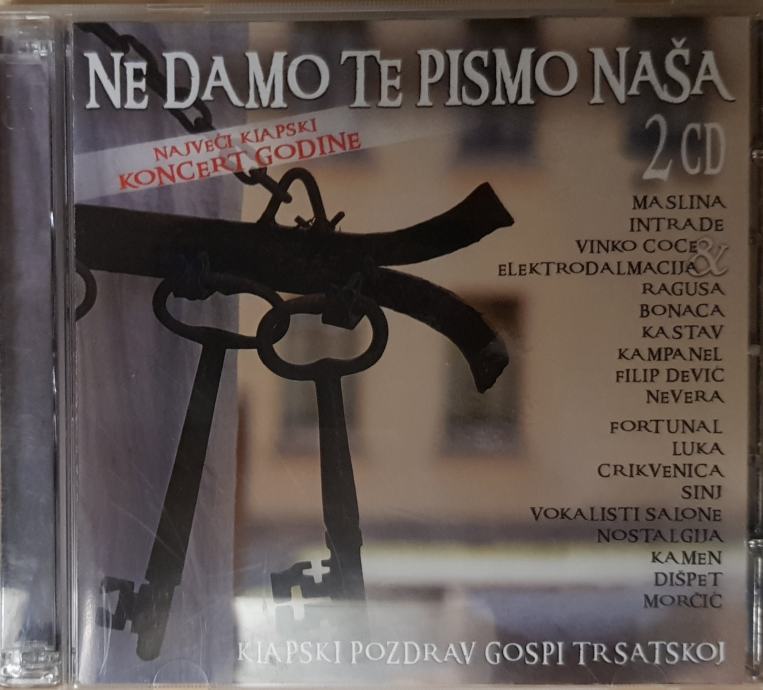 NE DAMO TE PISMO NAŠA
NAJVEĆI KlAPSKI
KONCERT GODINE
2 CD
MASLINA
INTRADE
VINKO COCE &
ELEKTRODALMACIJA
RAGUSA
BONACA
KASTAV
KAMPANEL
FILIP DEVIĆ
NEVERA
FORTUNAL
LUKA
CRIKVENICA
SINJ
VOKALISTI SALONE
NOSTALGIJA
KAMEN
DIŠPET
MORČIĆ
KlAPSKI POZDRAV GOSPI TRSATSKOJ